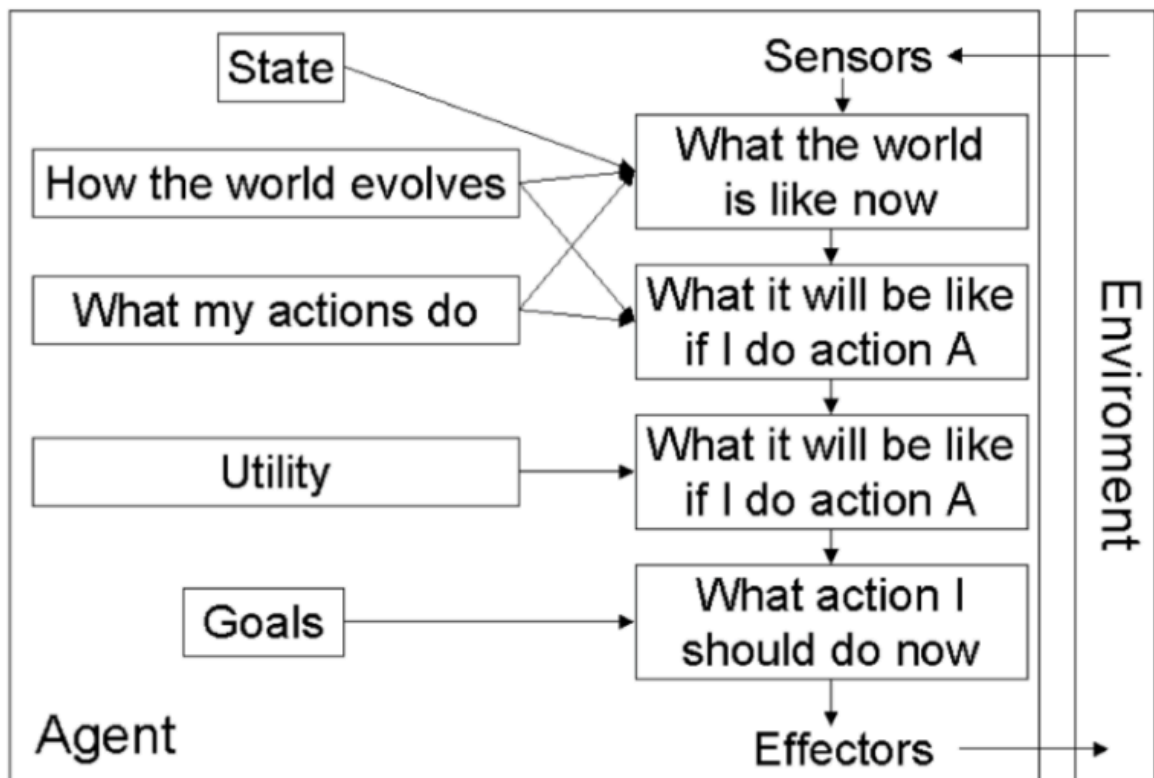 State
Sensors
How the world evolves
What the world
is like now
What my actions do
What it will be like
if I do action A
Utility
What it will be like
if I do action A
Goals
What action I
should do now
Agent
Effectors
Enviroment